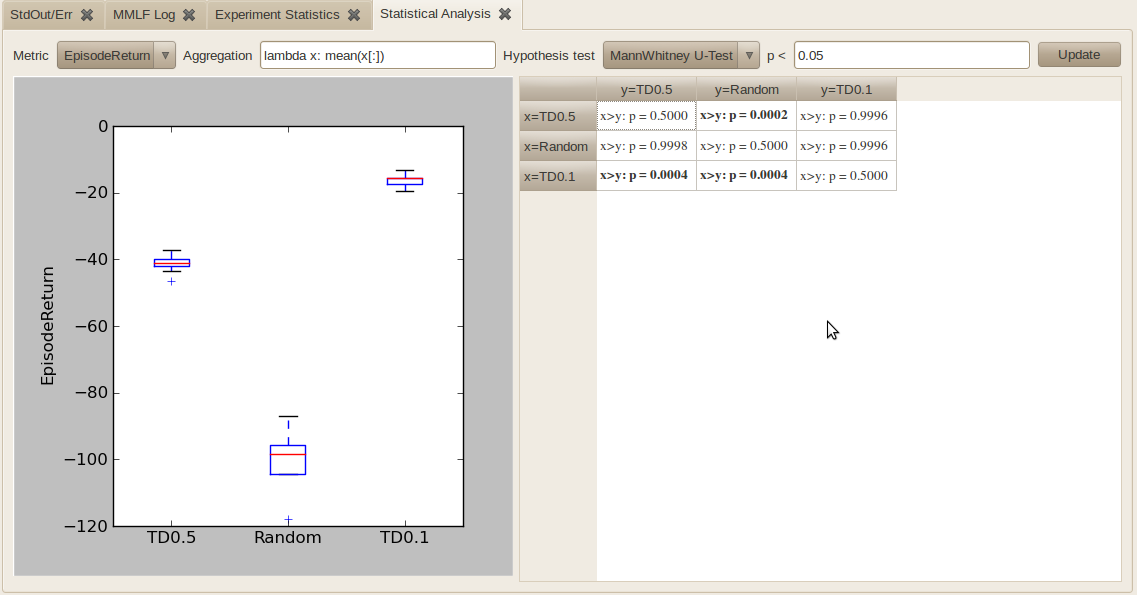 StdOut/Err MMLF Log Experiment Statistics Statistical Analysis
Metric EpisodeReturn Aggregation lambda x: mean(x[:]) Hypothesis test MannWhitney U-Test p < 0.05 Update
0
−20
−40
−60
−80
−100
−120
EpisodeReturn
TD0.5 Random TD0.1
y=TD0.5 y=Random y=TD0.1
x=TD0.5 x>y: p = 0.5000 x>y: p = 0.0002 x>y: p = 0.9996
x=Random x>y: p = 0.9998 x>y: p = 0.5000 x>y: p = 0.9996
x=TD0.1 x>y: p = 0.0004 x>y: p = 0.0004 x>y: p = 0.5000